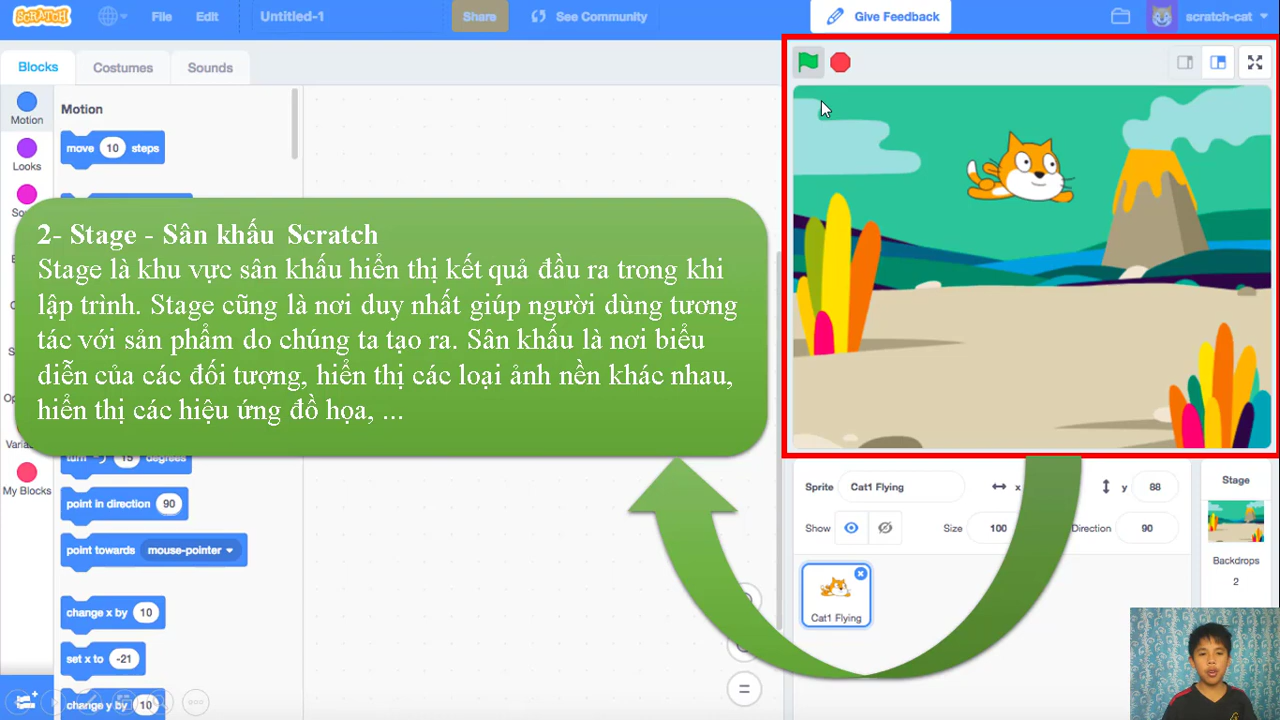 SCRATCH File Edit Untitled-1 Share See Community Give Feedback scratch-cat
Blocks Costumes Sounds
Motion
Looks
My Blocks
Motion
move 10 steps
2- Stage - Sân khấu Scratch
Stage là khu vực sân khấu hiển thị kết quả đầu ra trong khi
lập trình. Stage cũng là nơi duy nhất giúp người dùng tương
tác với sản phẩm do chúng ta tạo ra. Sân khấu là nơi biểu
diễn của các đối tượng, hiển thị các loại ảnh nền khác nhau,
hiển thị các hiệu ứng đồ họa, ...
turn 15 degrees
point in direction 90
point towards mouse-pointer
change x by 10
set x to -21
change y by 10
Sprite Cat1 Flying x y 88
Show Size 100 Direction 90
Cat1 Flying
Stage
Backdrops
2